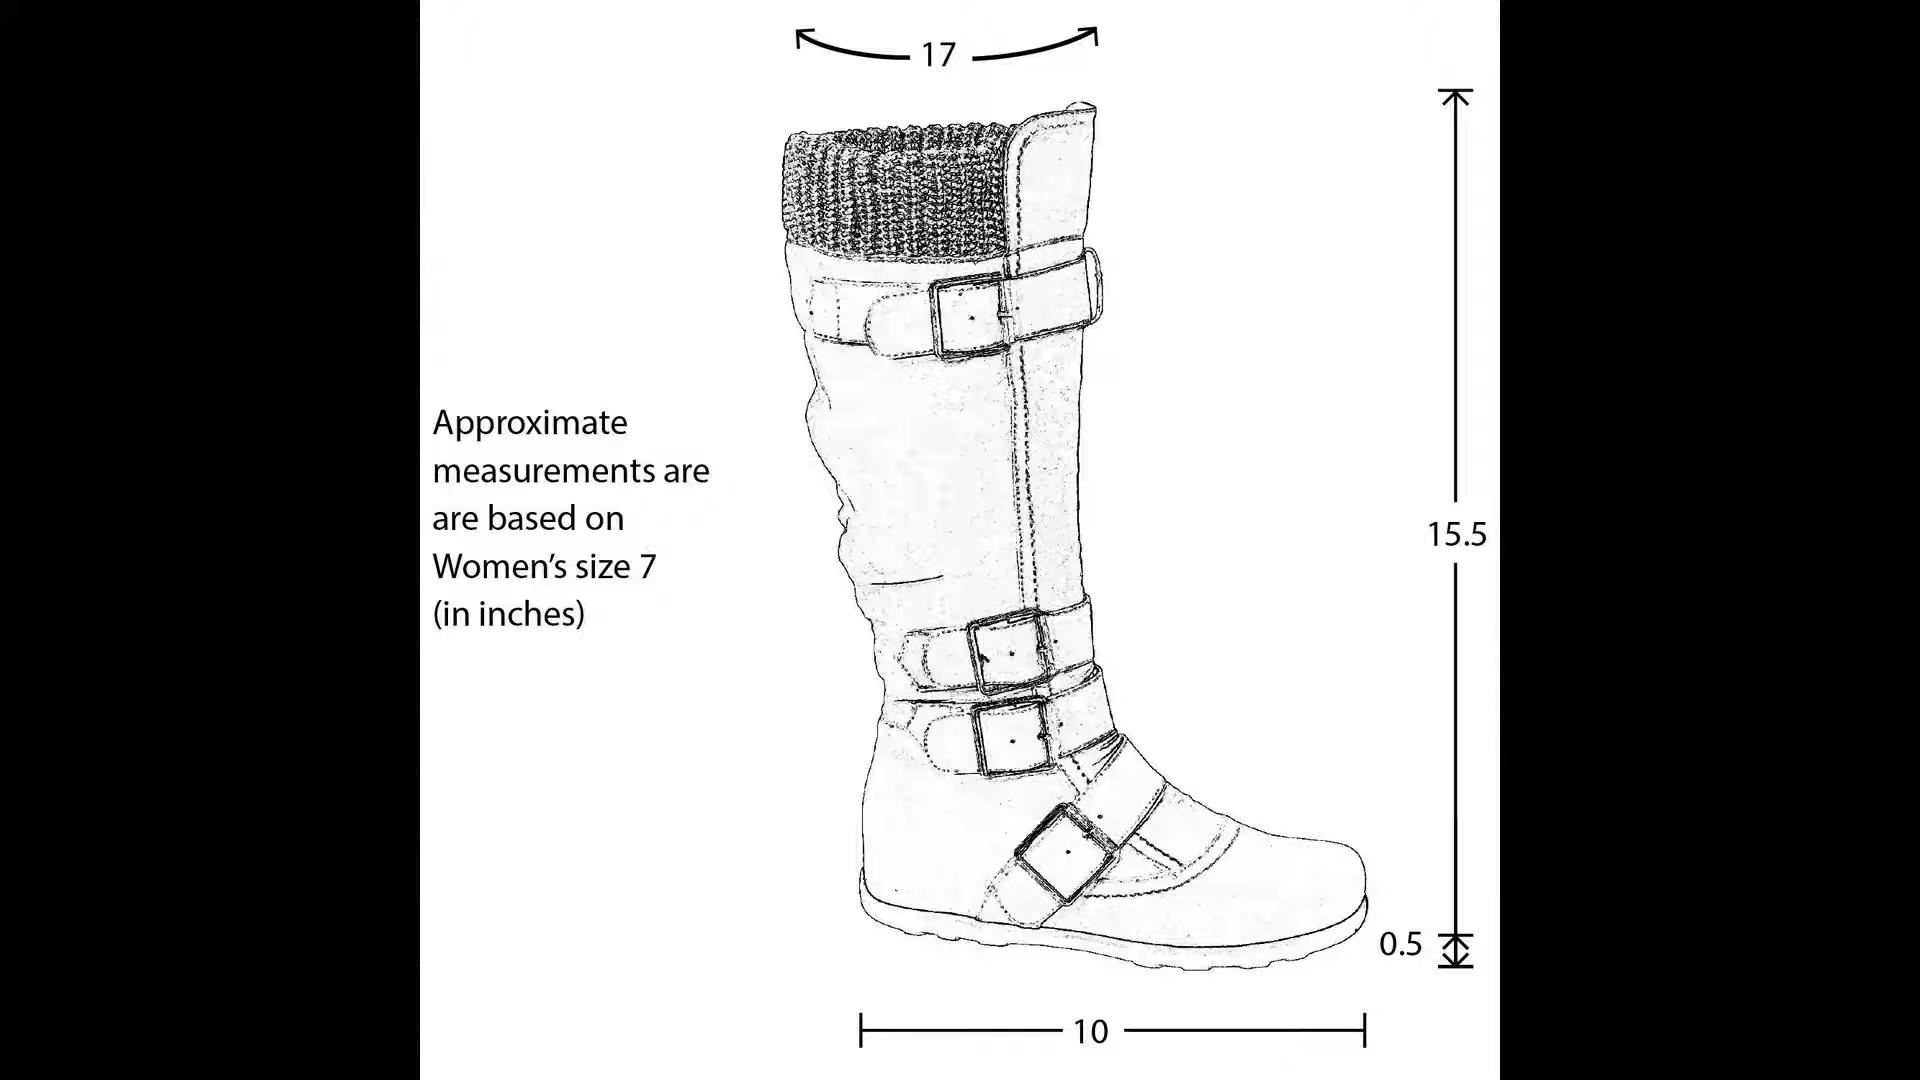 17
Approximate
measurements are
are based on
Women’s size 7
(in inches)
15.5
0.5
10